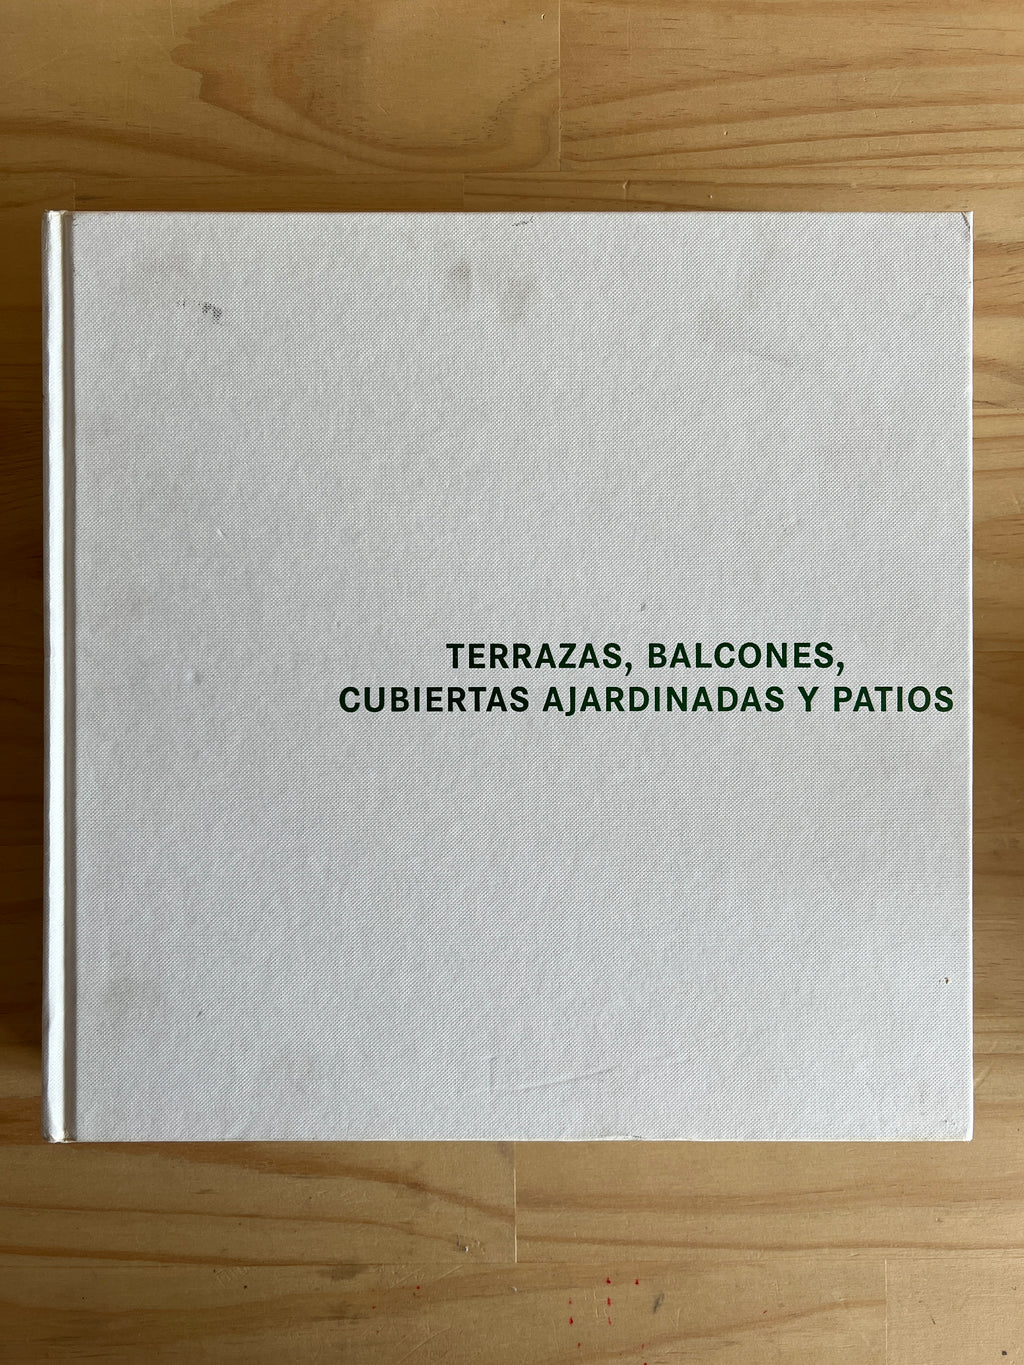 TERRAZAS, BALCONES,
CUBIERTAS AJARDINADAS Y PATIOS